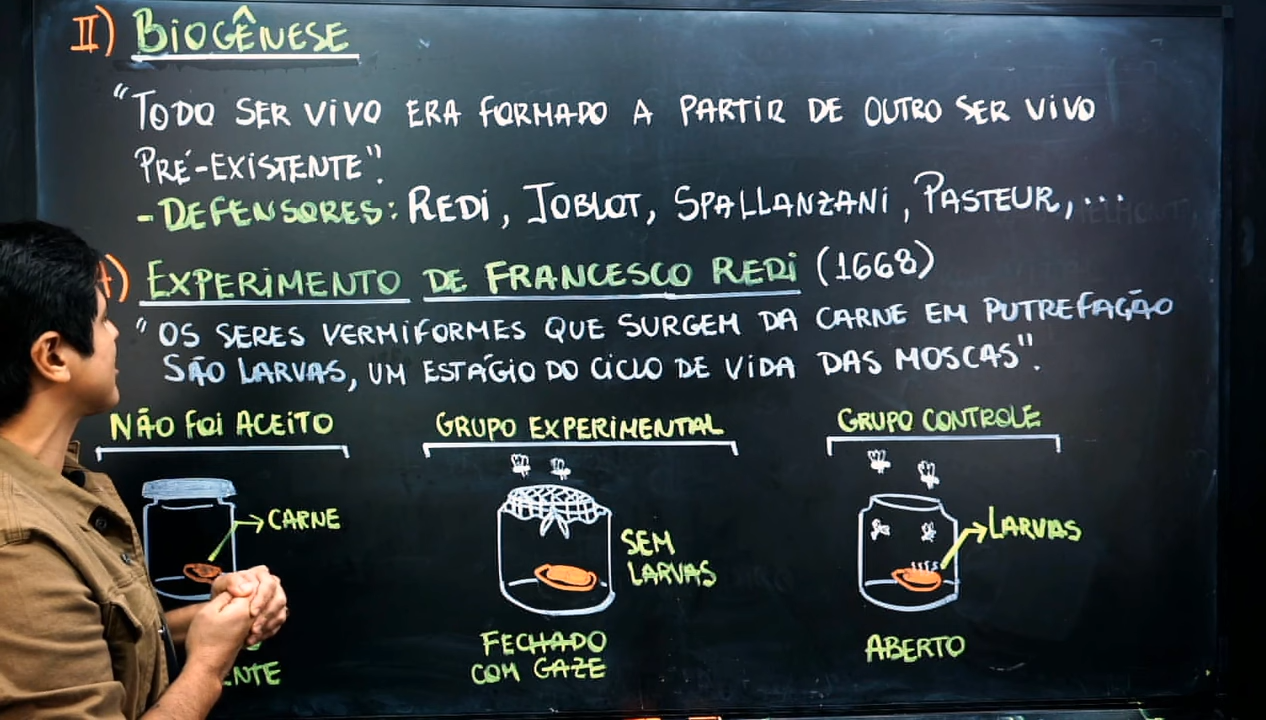 II) BIOGÊNESE
"TODO SER VIVO ERA FORMADO A PARTIR DE OUTRO SER VIVO
PRÉ-EXISTENTE".
- DEFENSORES: REDI, JOBLOT, SPALLANZANI, PASTEUR, ...
) EXPERIMENTO DE FRANCESCO REDI (1668)
"OS SERES VERMIFORMES QUE SURGEM DA CARNE EM PUTREFAÇÃO
SÃO LARVAS, UM ESTÁGIO DO CICLO DE VIDA DAS MOSCAS".
NÃO FOI ACEITO
GRUPO EXPERIMENTAL
GRUPO CONTROLE
CARNE
SEM
LARVAS
LARVAS
FECHADO
COM GAZE
ABERTO
ENTE